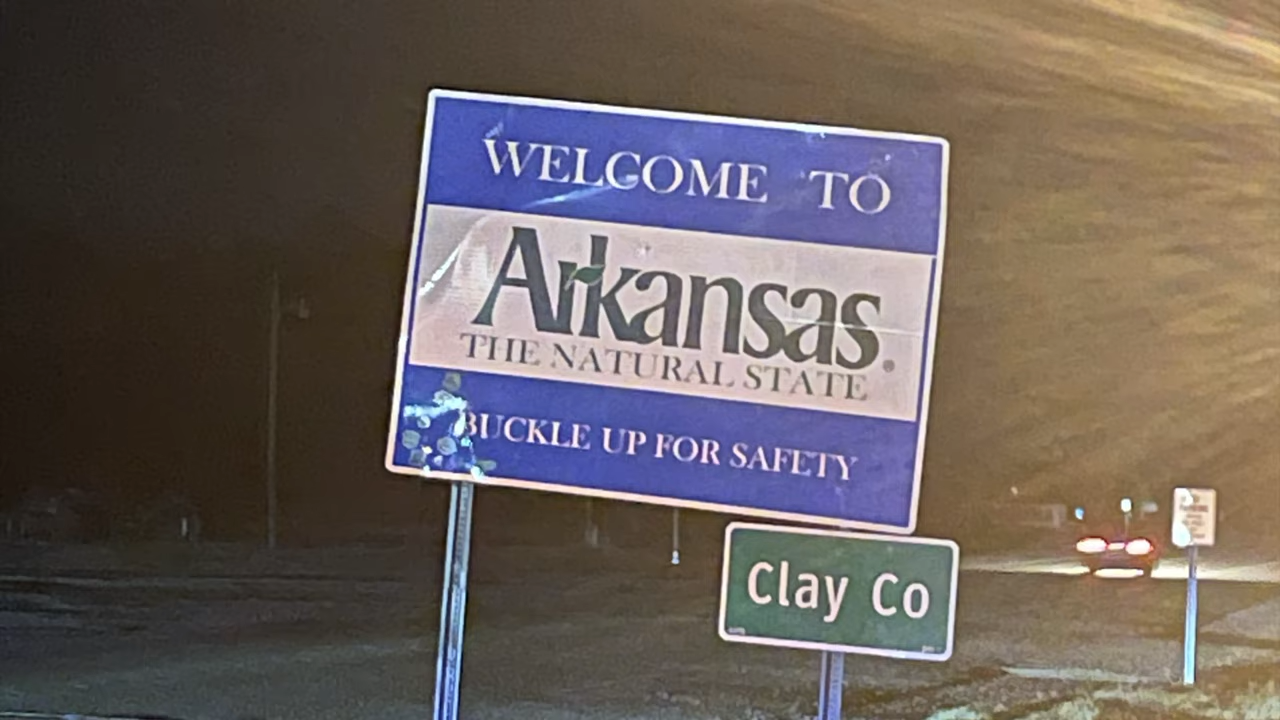 WELCOME TO
Arkansas®
THE NATURAL STATE
BUCKLE UP FOR SAFETY
Clay Co